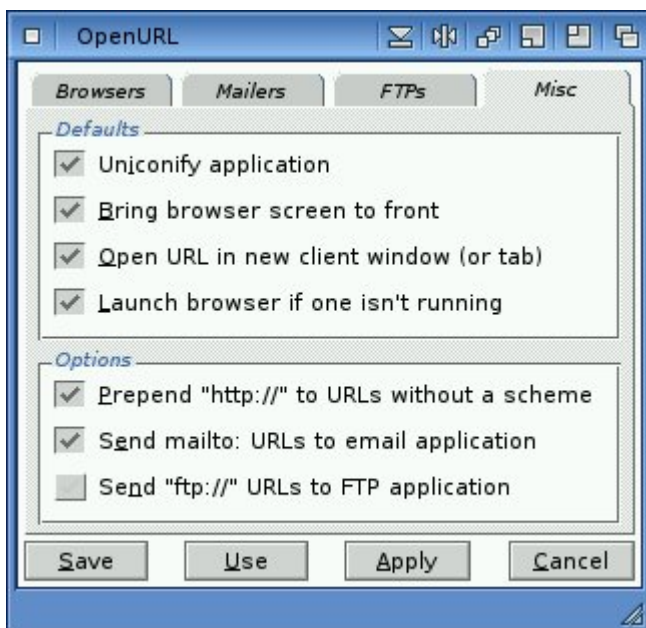 OpenURL
Browsers Mailers FTPs Misc
Defaults
Uniconify application
Bring browser screen to front
Open URL in new client window (or tab)
Launch browser if one isn't running
Options
Prepend "http://" to URLs without a scheme
Send mailto: URLs to email application
Send "ftp://" URLs to FTP application
Save Use Apply Cancel